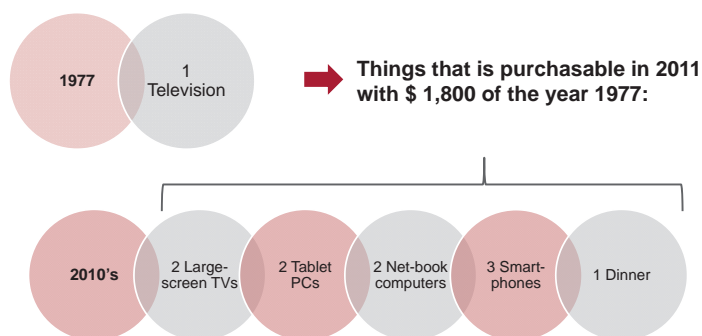 1977
1
Television
Things that is purchasable in 2011
with $ 1,800 of the year 1977:
2010's
2 Large-
screen TVs
2 Tablet
PCs
2 Net-book
computers
3 Smart-
phones
1 Dinner